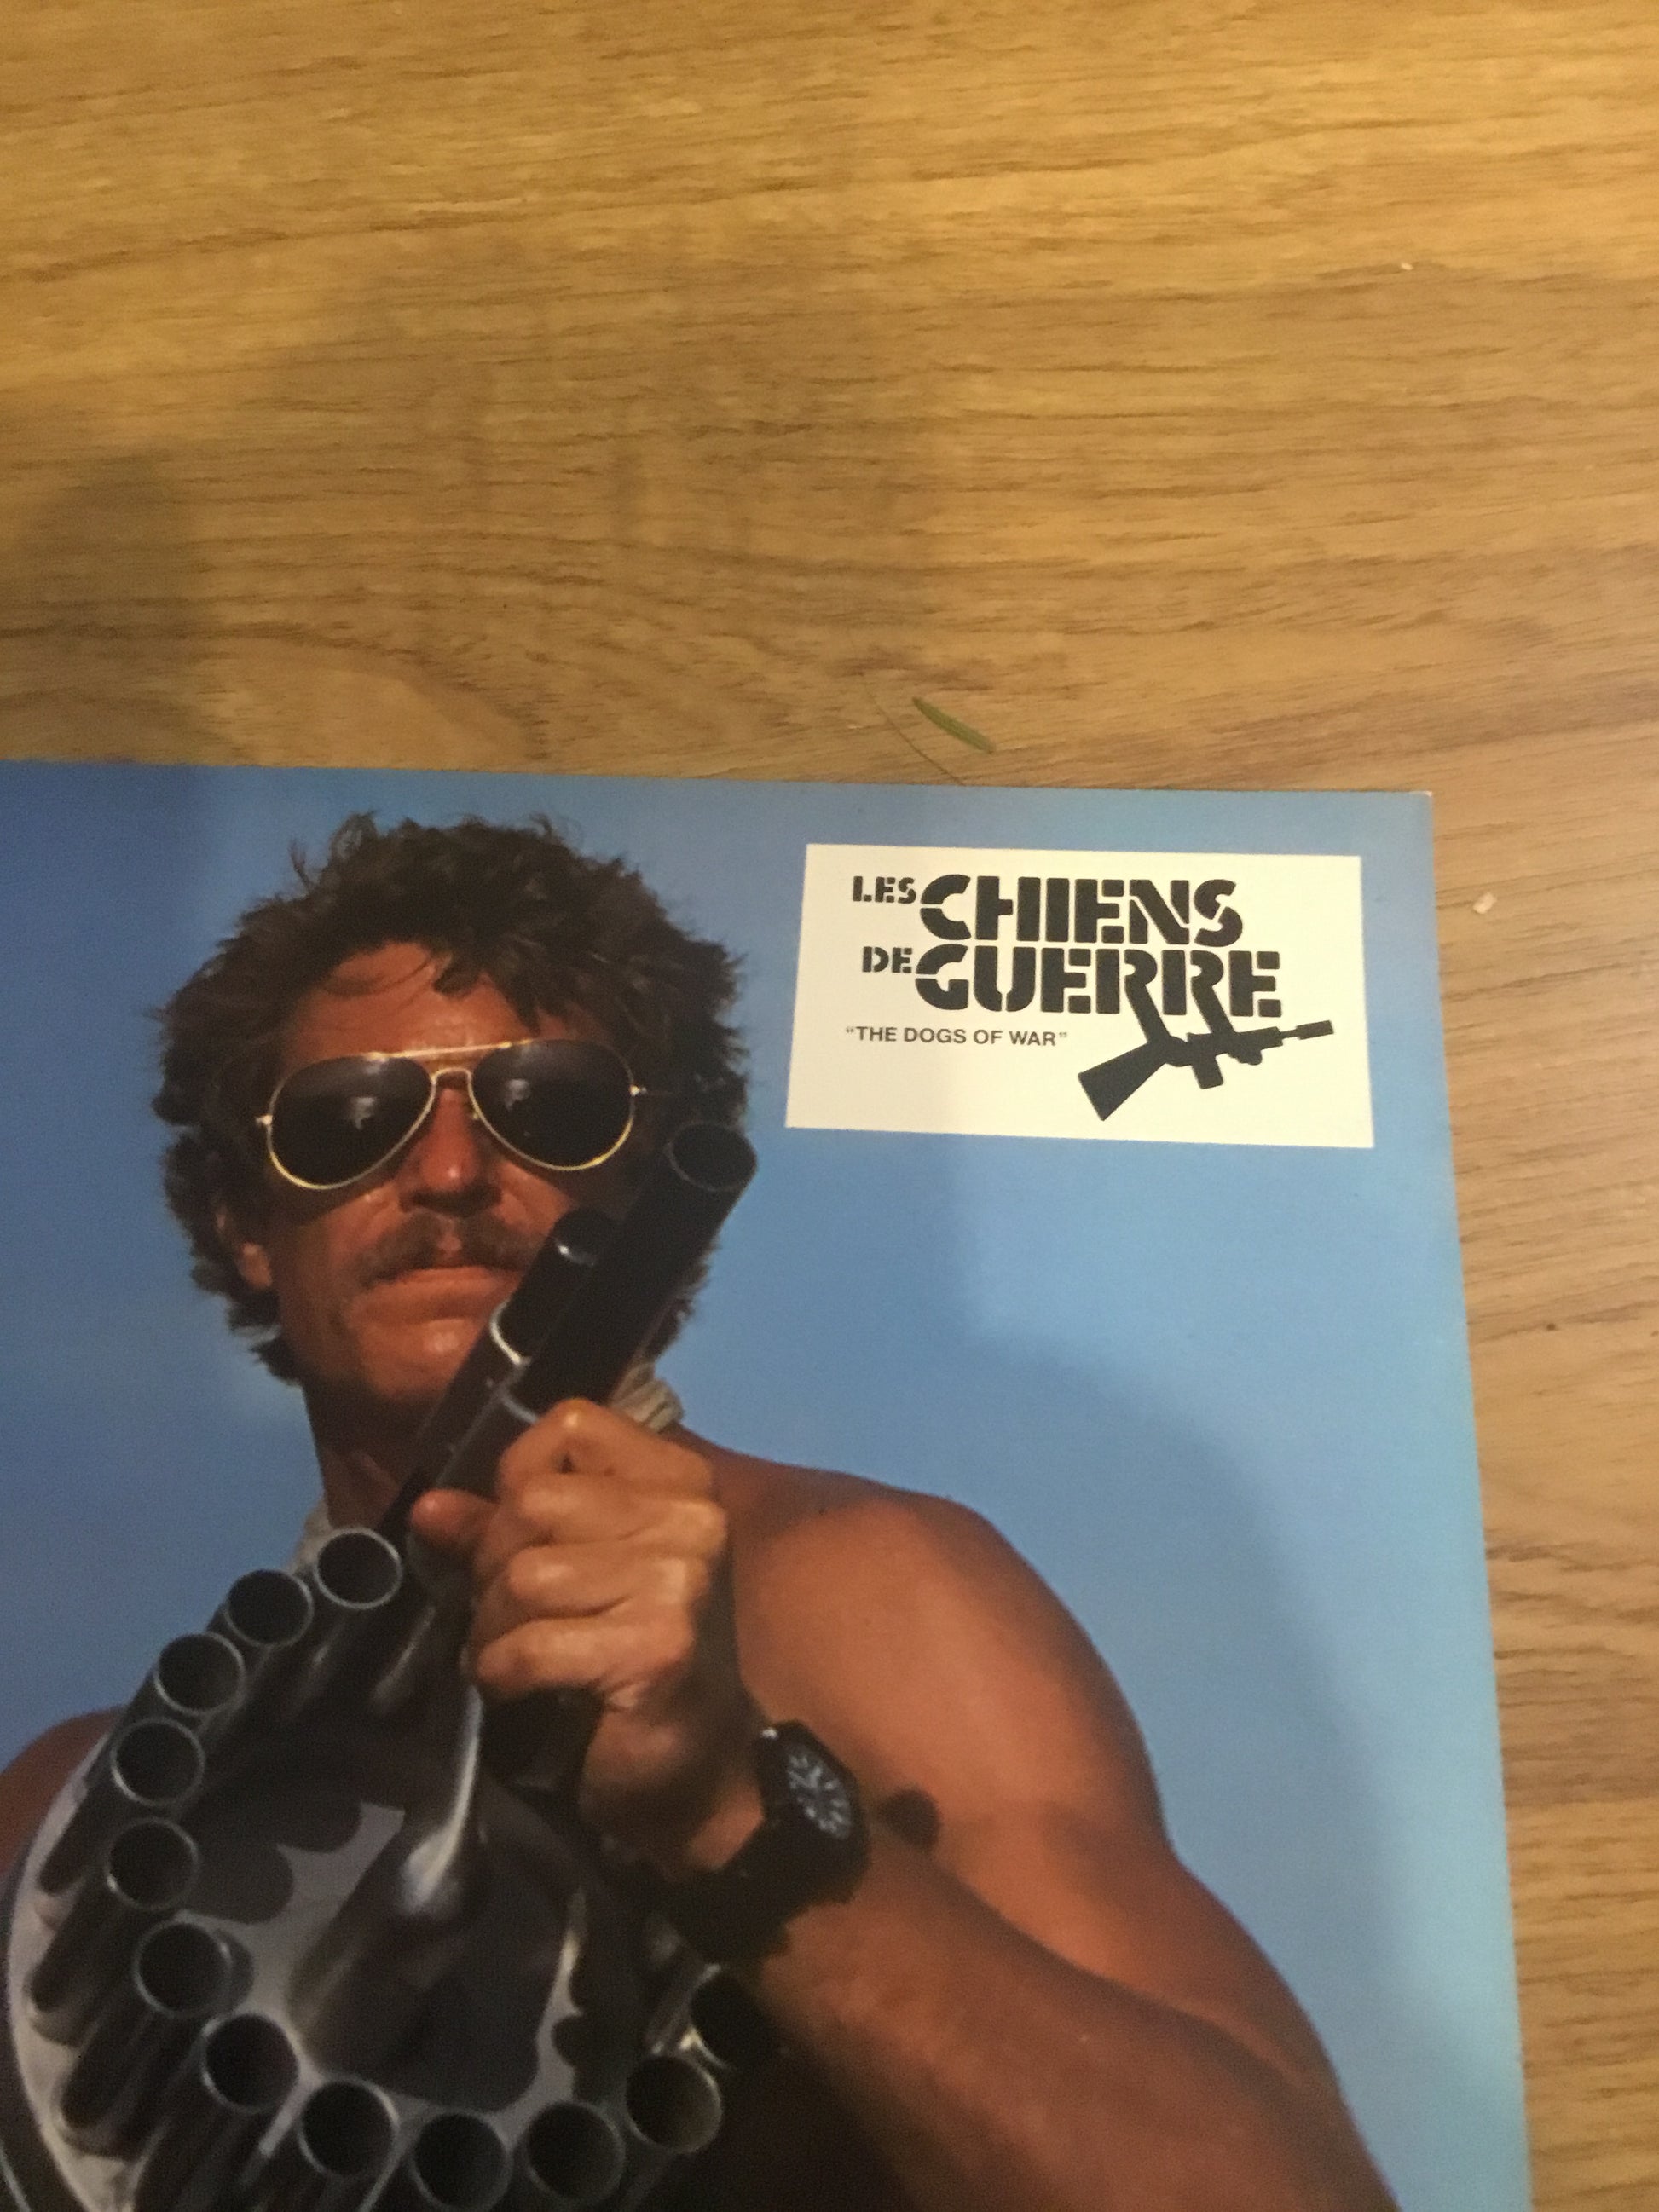 LES CHIENS
DE GUERRE
"THE DOGS OF WAR"